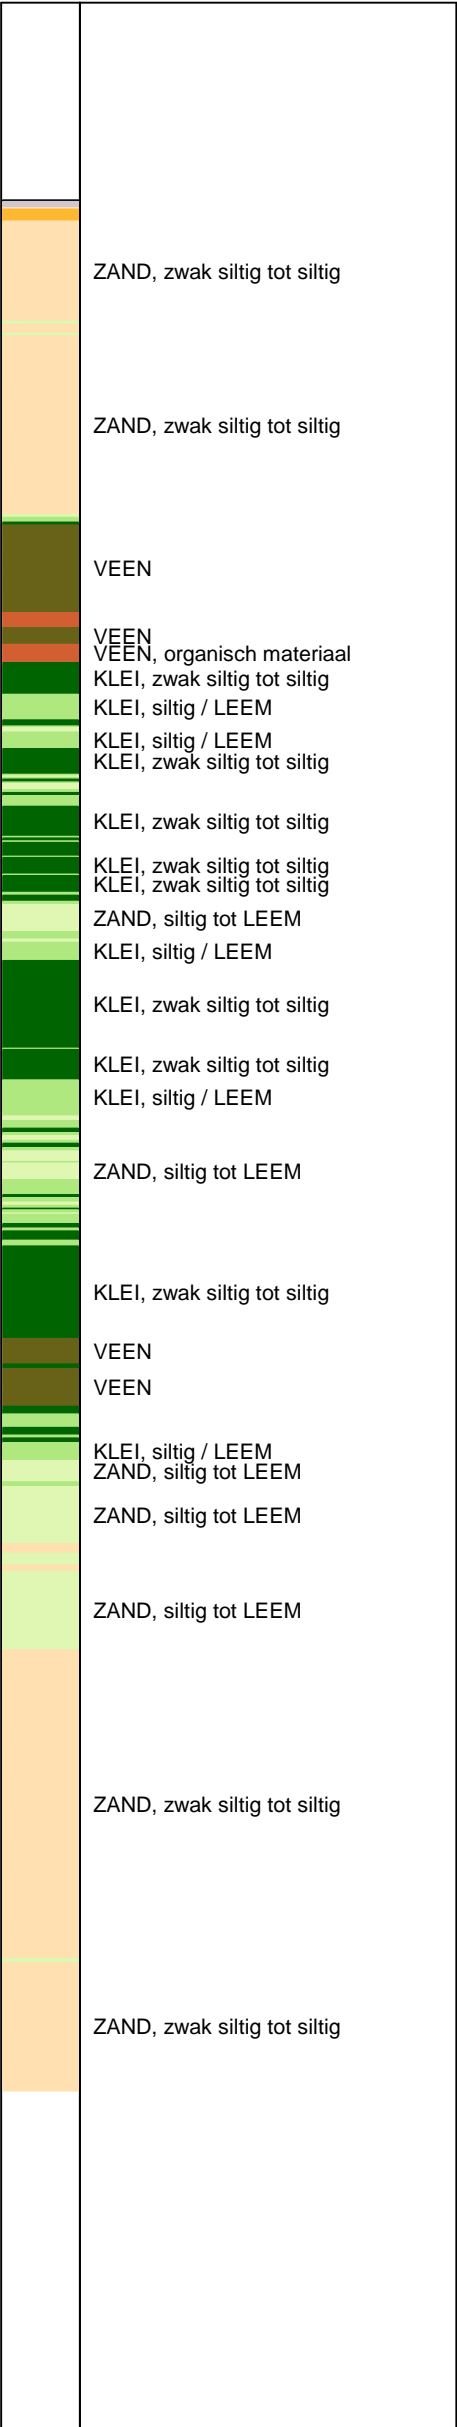 ZAND, zwak siltig tot siltig
ZAND, zwak siltig tot siltig
VEEN
VEEN
VEEN, organisch materiaal
KLEI, zwak siltig tot siltig
KLEI, siltig / LEEM
KLEI, siltig / LEEM
KLEI, zwak siltig tot siltig
KLEI, zwak siltig tot siltig
KLEI, zwak siltig tot siltig
KLEI, zwak siltig tot siltig
ZAND, siltig tot LEEM
KLEI, siltig / LEEM
KLEI, zwak siltig tot siltig
KLEI, zwak siltig tot siltig
KLEI, siltig / LEEM
ZAND, siltig tot LEEM
KLEI, zwak siltig tot siltig
VEEN
VEEN
KLEI, siltig / LEEM
ZAND, siltig tot LEEM
ZAND, siltig tot LEEM
ZAND, siltig tot LEEM
ZAND, zwak siltig tot siltig
ZAND, zwak siltig tot siltig